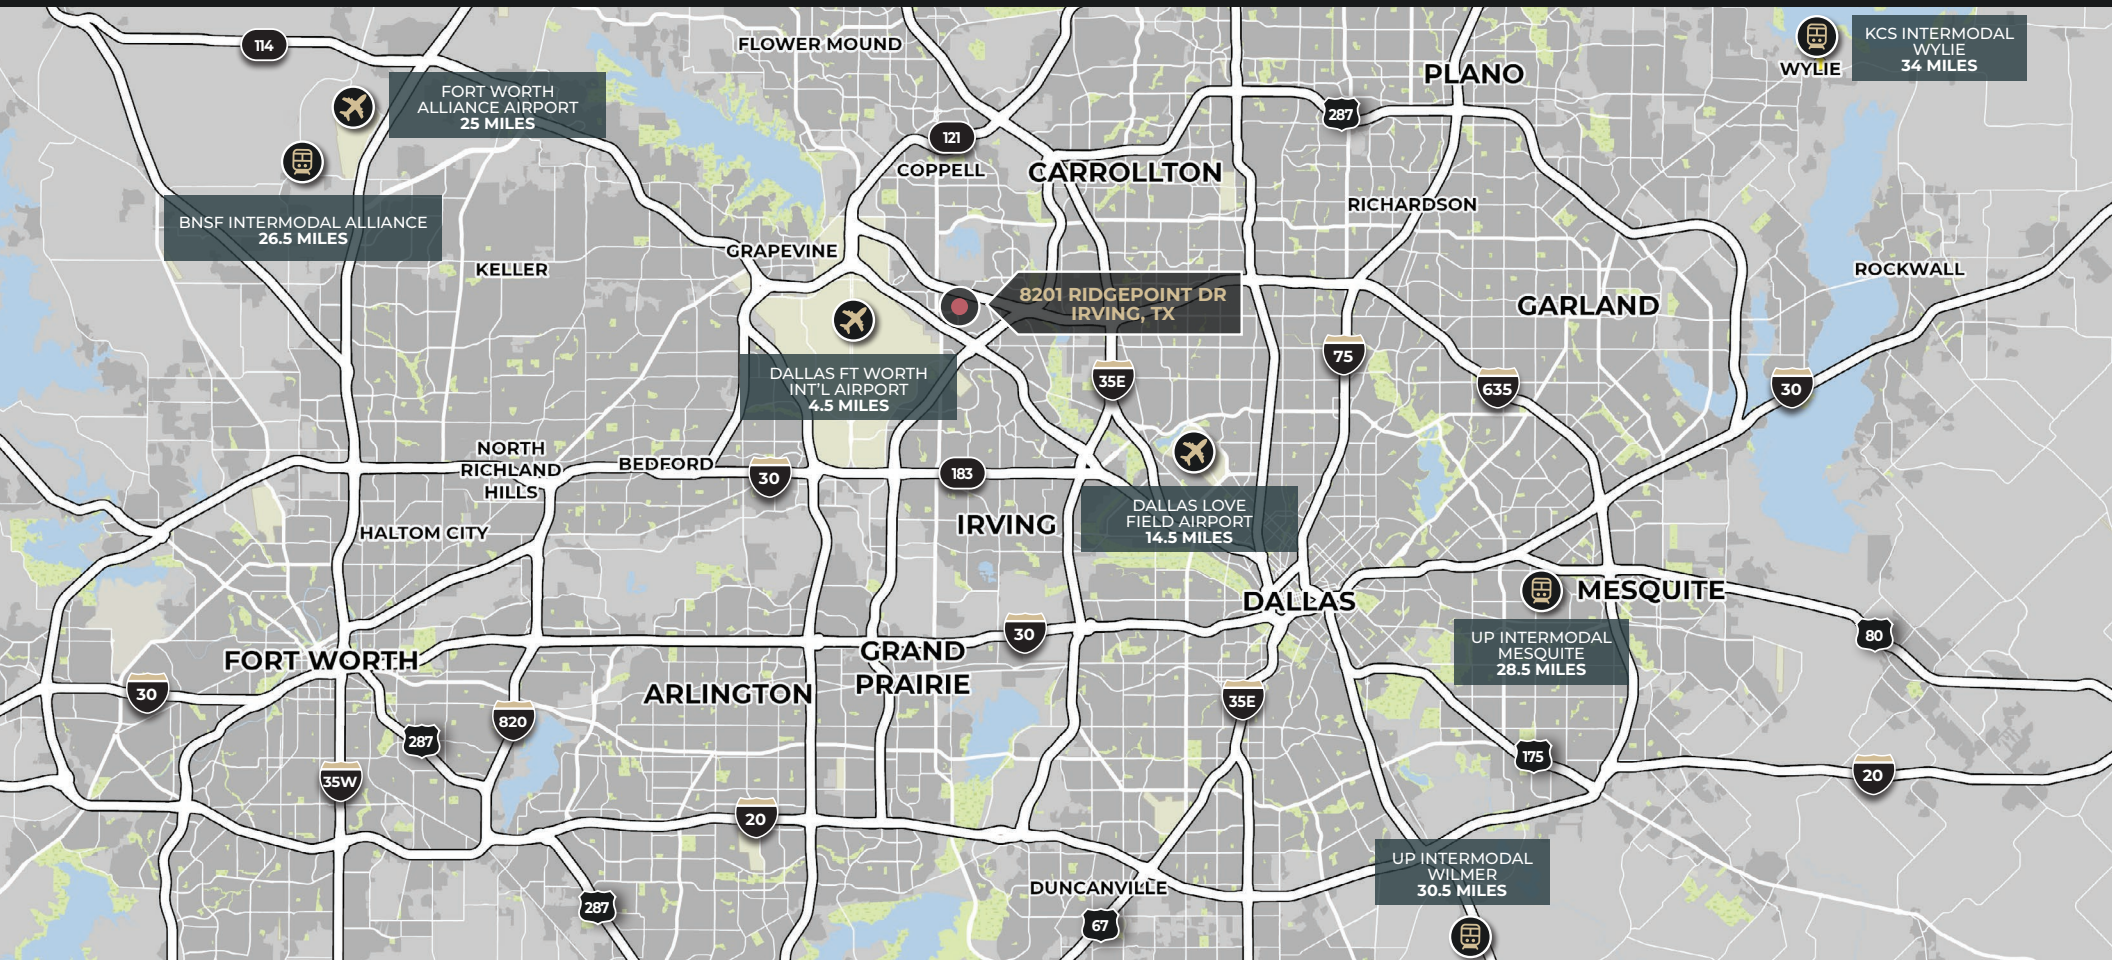 114
FLOWER MOUND
PLANO
WYLIE
KCS INTERMODAL
WYLIE
34 MILES
FORT WORTH
ALLIANCE AIRPORT
25 MILES
287
121
COPPELL
CARROLLTON
RICHARDSON
BNSF INTERMODAL ALLIANCE
26.5 MILES
GRAPEVINE
KELLER
ROCKWALL
8201 RIDGEPOINT DR
IRVING, TX
GARLAND
75
DALLAS FT WORTH
INT'L AIRPORT
4.5 MILES
35E
635
30
NORTH
RICHLAND
HILLS
BEDFORD
30
183
DALLAS LOVE
FIELD AIRPORT
14.5 MILES
IRVING
HALTOM CITY
DALLAS
MESQUITE
30
80
UP INTERMODAL
MESQUITE
28.5 MILES
FORT WORTH
GRAND
PRAIRIE
ARLINGTON
30
35E
820
287
175
35W
20
20
UP INTERMODAL
WILMER
30.5 MILES
DUNCANVILLE
287
67